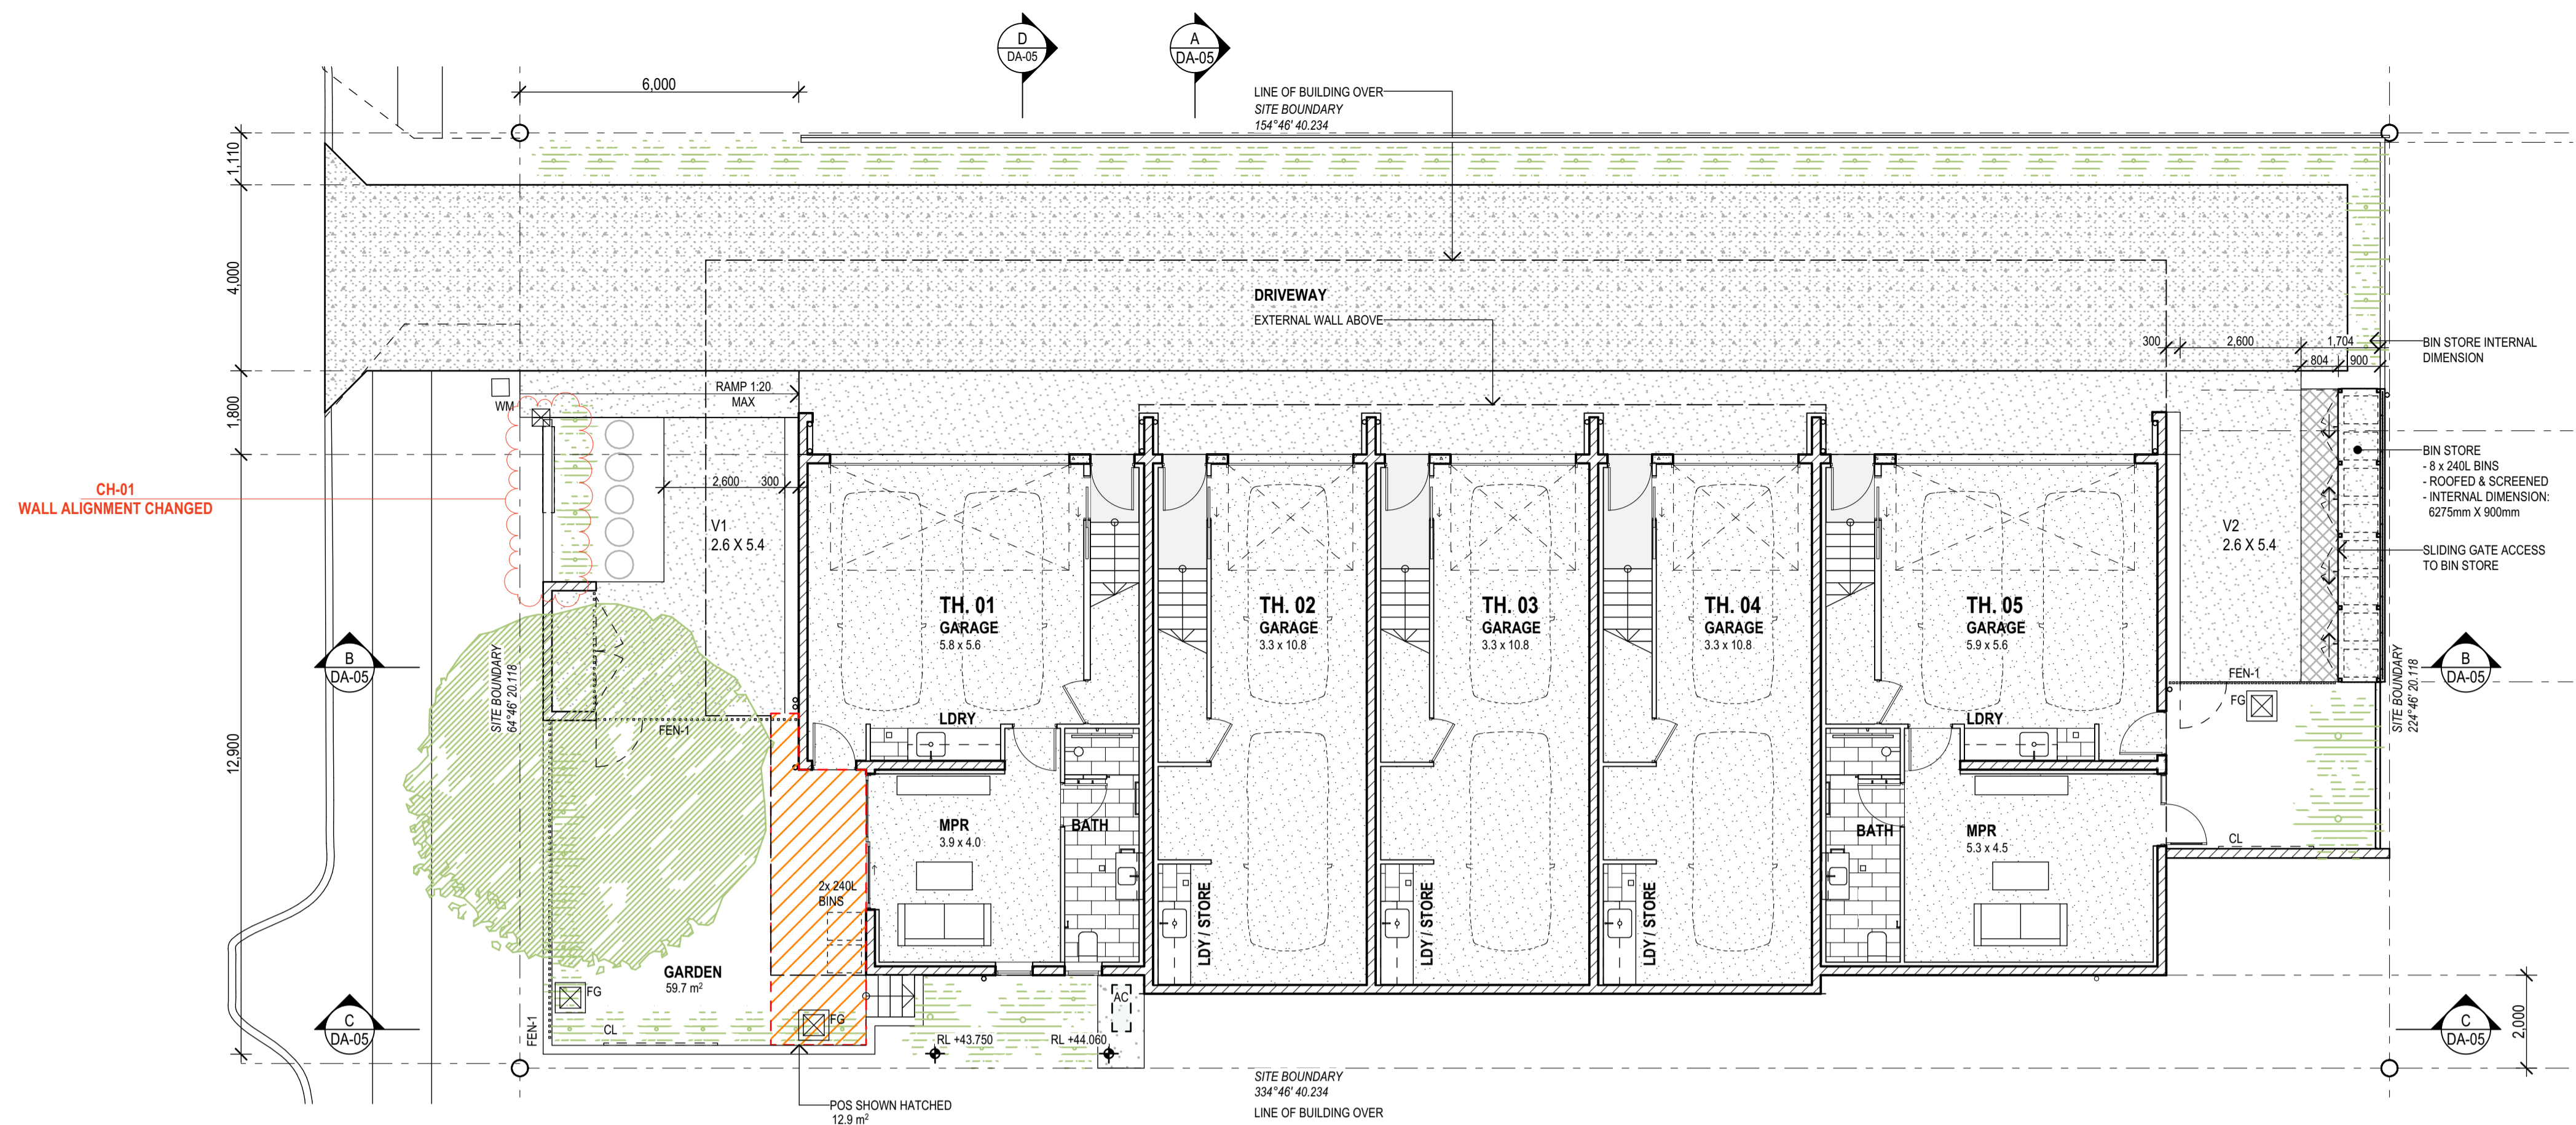 D
DA-05
A
DA-05
6,000
LINE OF BUILDING OVER
SITE BOUNDARY
154°46' 40.234
1,110
4,000
DRIVEWAY
EXTERNAL WALL ABOVE
300
2,600
1,704
804
900
BIN STORE INTERNAL
DIMENSION
RAMP 1:20
MAX
WM
1,800
CH-01
WALL ALIGNMENT CHANGED
2,600
300
V1
2.6 X 5.4
BIN STORE
- 8 x 240L BINS
- ROOFED & SCREENED
- INTERNAL DIMENSION:
6275mm X 900mm
V2
2.6 X 5.4
SLIDING GATE ACCESS
TO BIN STORE
TH. 01
GARAGE
5.8 x 5.6
TH. 02
GARAGE
3.3 x 10.8
TH. 03
GARAGE
3.3 x 10.8
TH. 04
GARAGE
3.3 x 10.8
TH. 05
GARAGE
5.9 x 5.6
B
DA-05
SITE BOUNDARY
64°46' 20.118
B
DA-05
SITE BOUNDARY
224°46' 20.118
FEN-1
FG
LDRY
LDRY
FEN-1
12,900
MPR
3.9 x 4.0
BATH
BATH
MPR
5.3 x 4.5
CL
2x 240L
BINS
LDY / STORE
LDY / STORE
LDY / STORE
GARDEN
59.7 m²
FG
FG
AC
C
DA-05
FEN-1
CL
RL +43.750
RL +44.060
C
DA-05
2,000
SITE BOUNDARY
334°46' 40.234
LINE OF BUILDING OVER
POS SHOWN HATCHED
12.9 m²